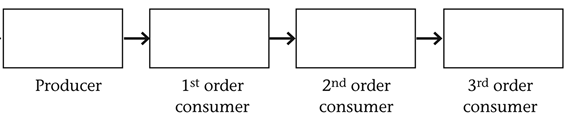 Producer
1st order
consumer
2nd order
consumer
3rd order
consumer